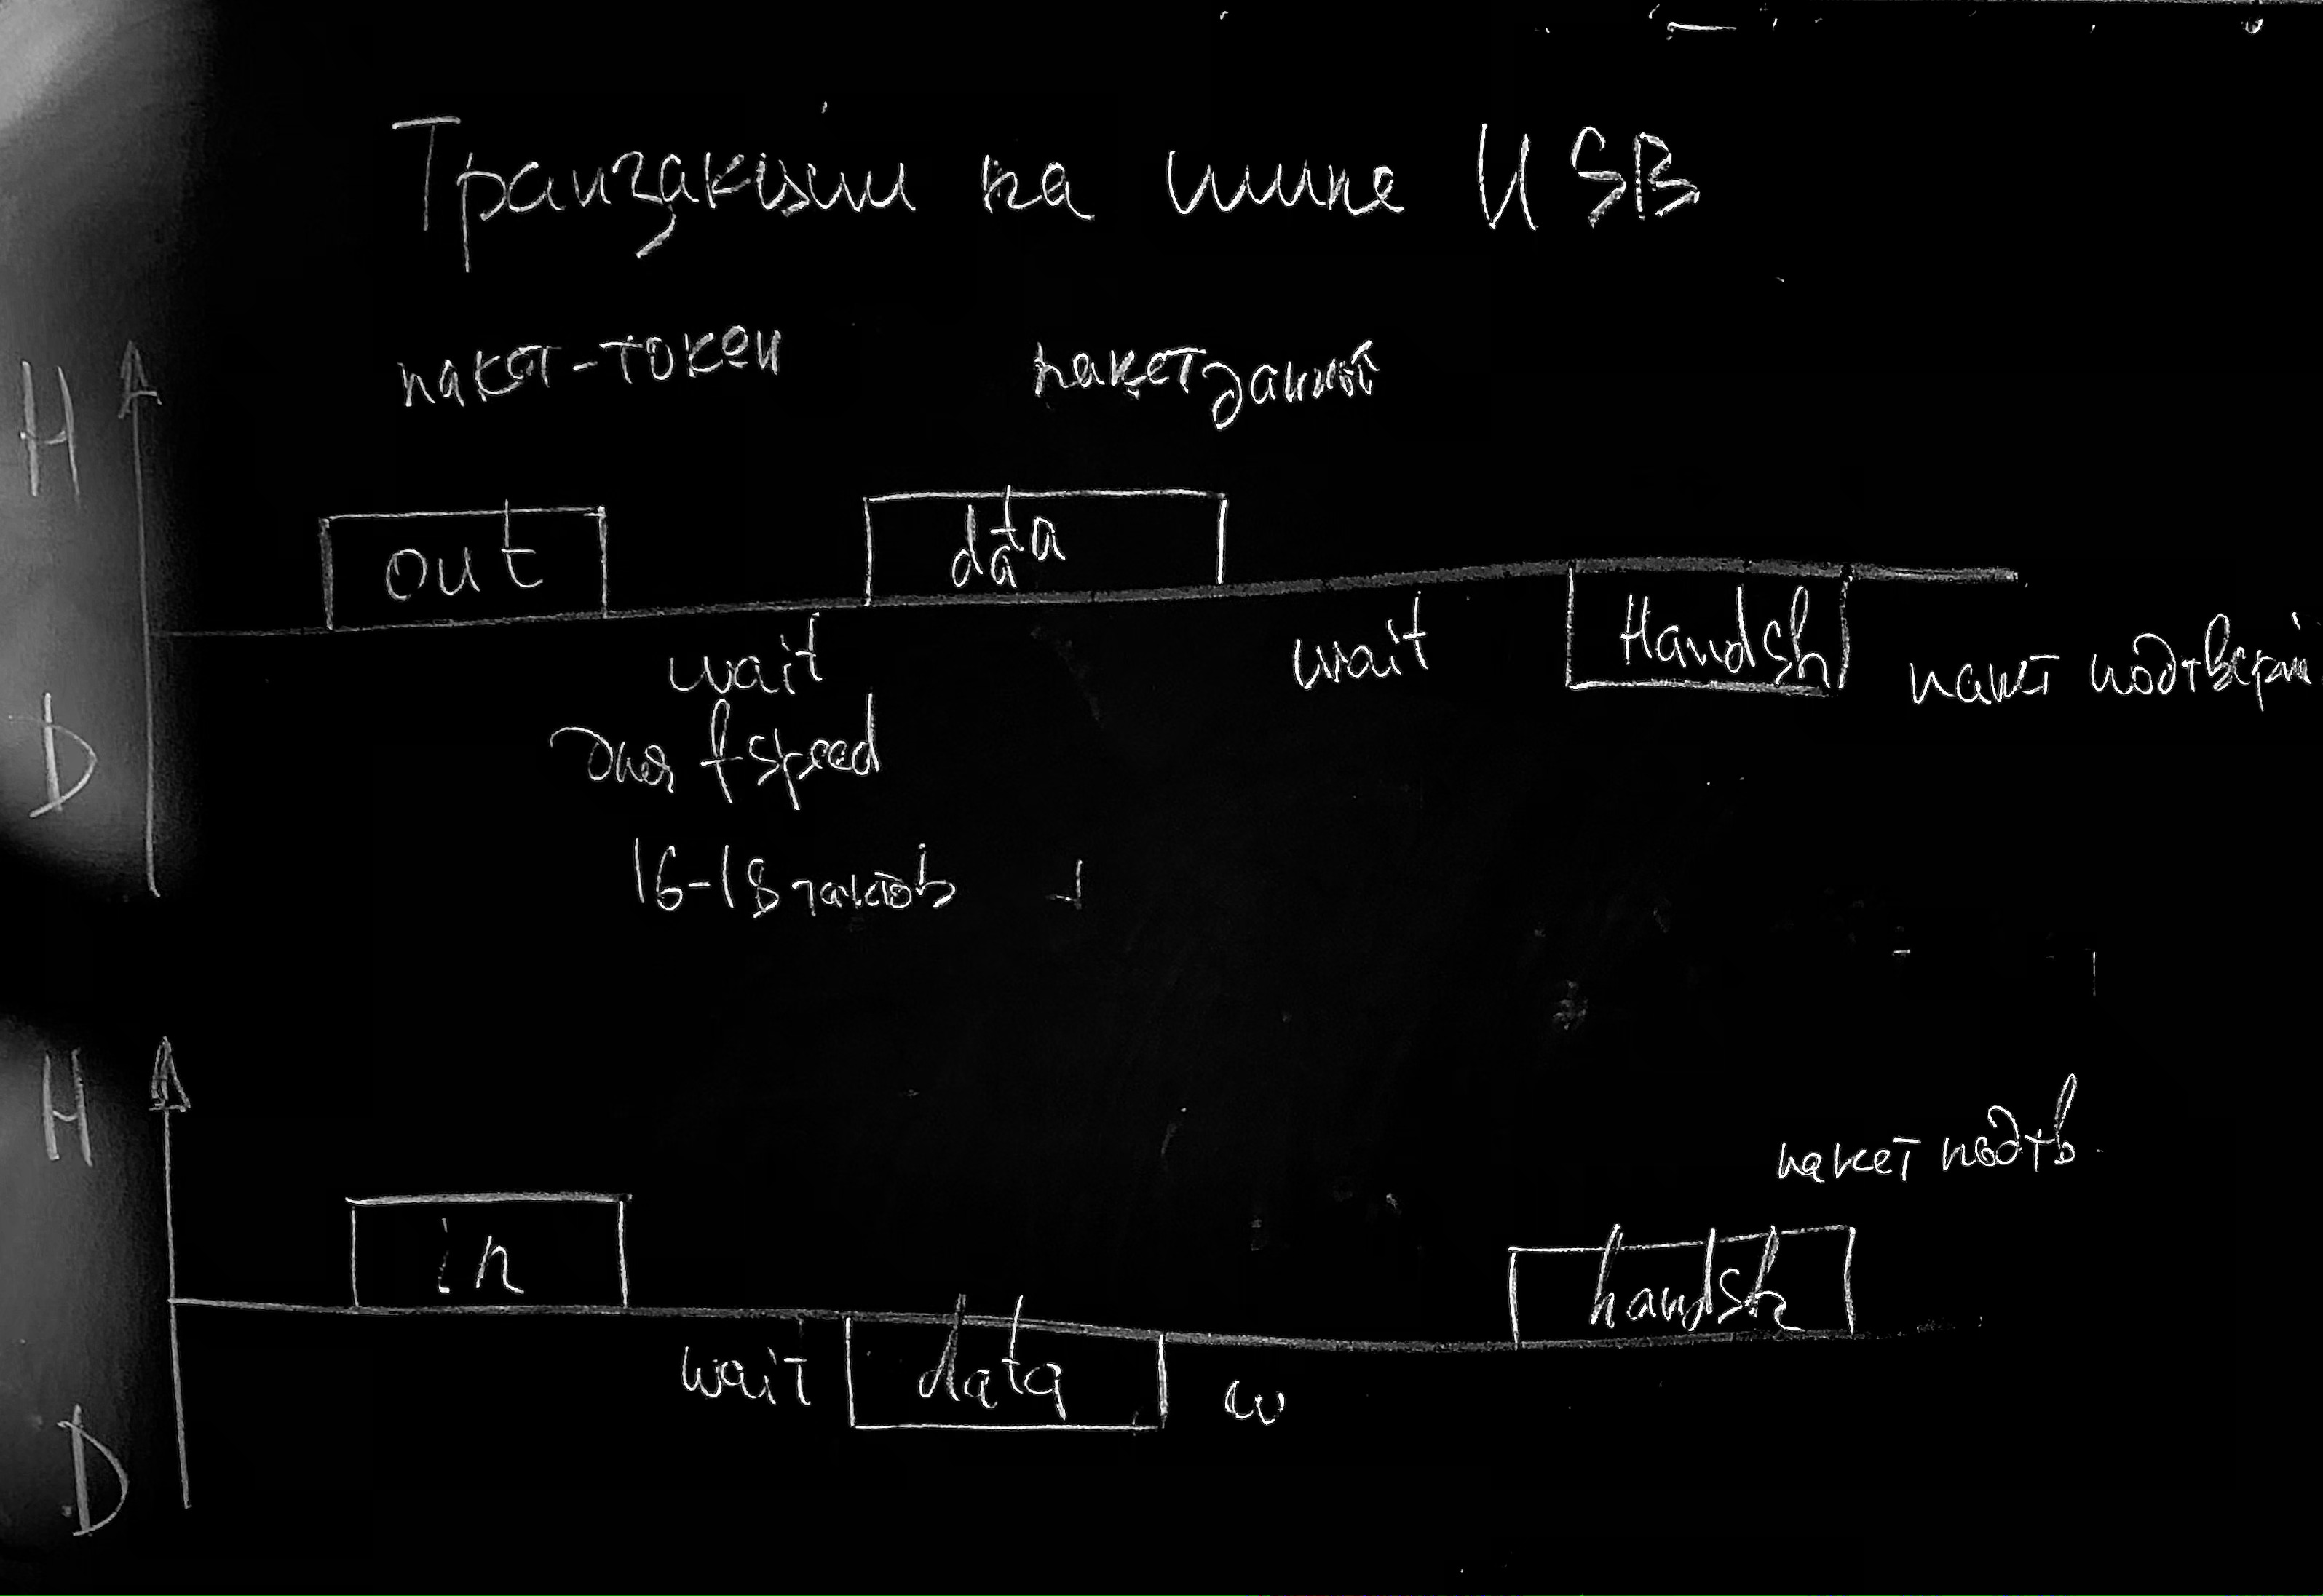 Транзакции на шине USB
пакет-токен пакет данных
H
out data
wait wait Handsh пакет подтвержд
D
для f speed
16-18 тактов
H
пакет подтв.
in handsh
wait data w
D